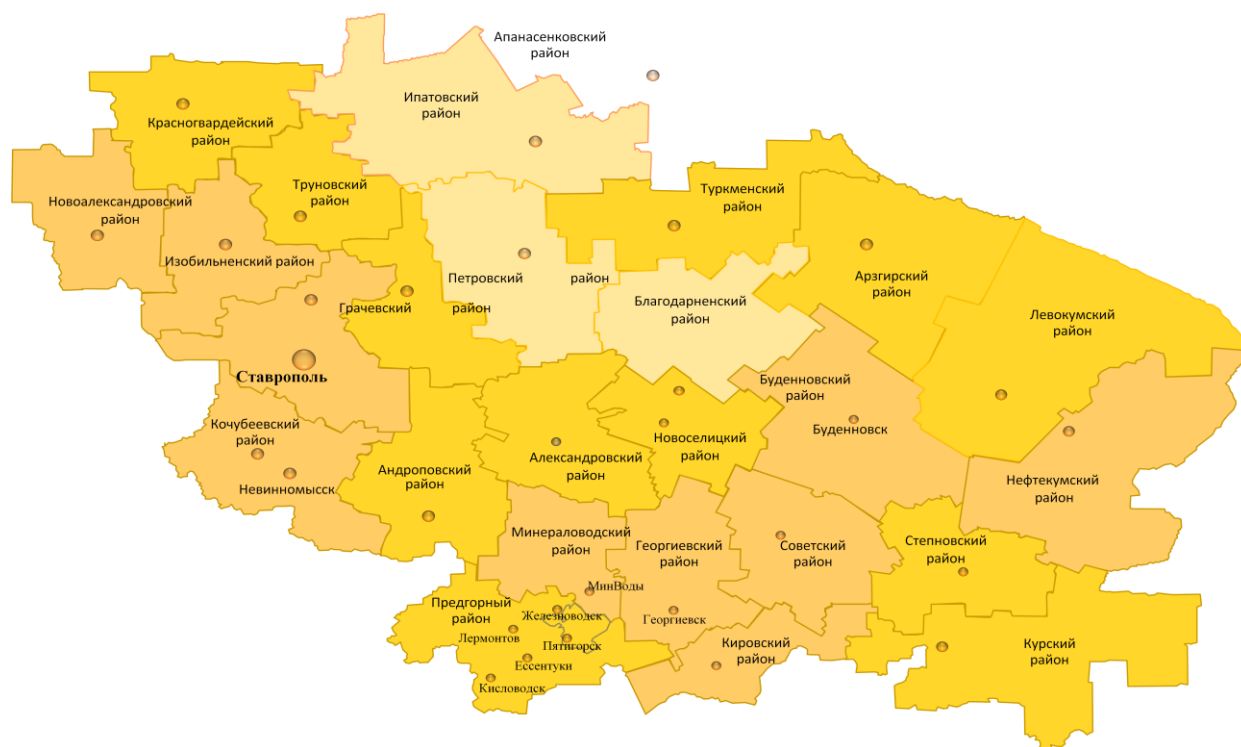 Апанасенковский
район
Ипатовский
район
Красногвардейский
район
Труновский
район
Туркменский
район
Новоалександровский
район
Изобильненский район
Петровский
район
Грачевский
район
Благодарненский
район
Арзгирский
район
Левокумский
район
Ставрополь
Буденновский
район
Буденновск
Кочубеевский
район
Невинномысск
Андроповский
район
Александровский
район
Новоселицкий
район
Нефтекумский
район
Минераловодский
район
Георгиевский
район
Советский
район
Степновский
район
МинВоды
Предгорный
район
Железноводск
Георгиевск
Лермонтов
Пятигорск
Ессентуки
Кисловодск
Кировский
район
Курский
район